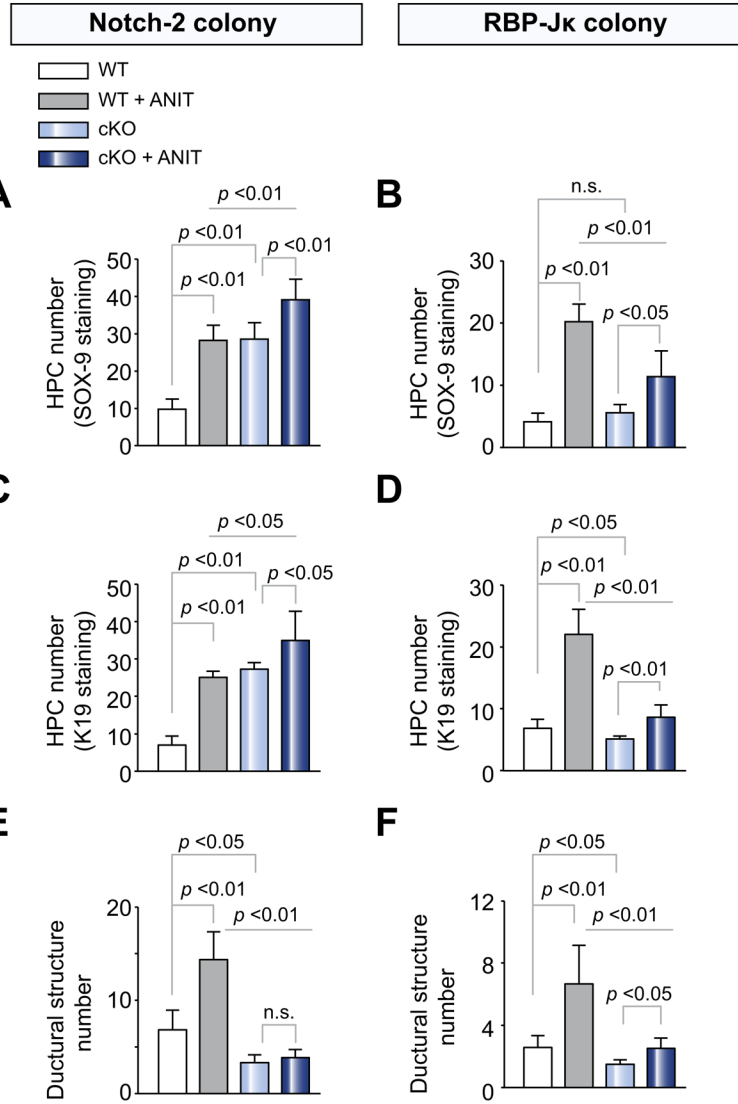 Notch-2 colony
RBP-Jκ colony
WT
WT + ANIT
cKO
cKO + ANIT
A
p <0.01
p <0.01
p <0.01
p <0.01
HPC number
(SOX-9 staining)
50
40
30
20
10
0
B
n.s.
p <0.01
p <0.01
p <0.05
HPC number
(SOX-9 staining)
30
20
10
0
C
p <0.05
p <0.01
p <0.05
p <0.01
HPC number
(K19 staining)
50
40
30
20
10
0
D
p <0.05
p <0.01
p <0.01
p <0.01
HPC number
(K19 staining)
30
20
10
0
E
p <0.05
p <0.01
p <0.01
n.s.
Ductural structure
number
20
10
0
F
p <0.05
p <0.01
p <0.01
p <0.05
Ductural structure
number
12
8
4
0